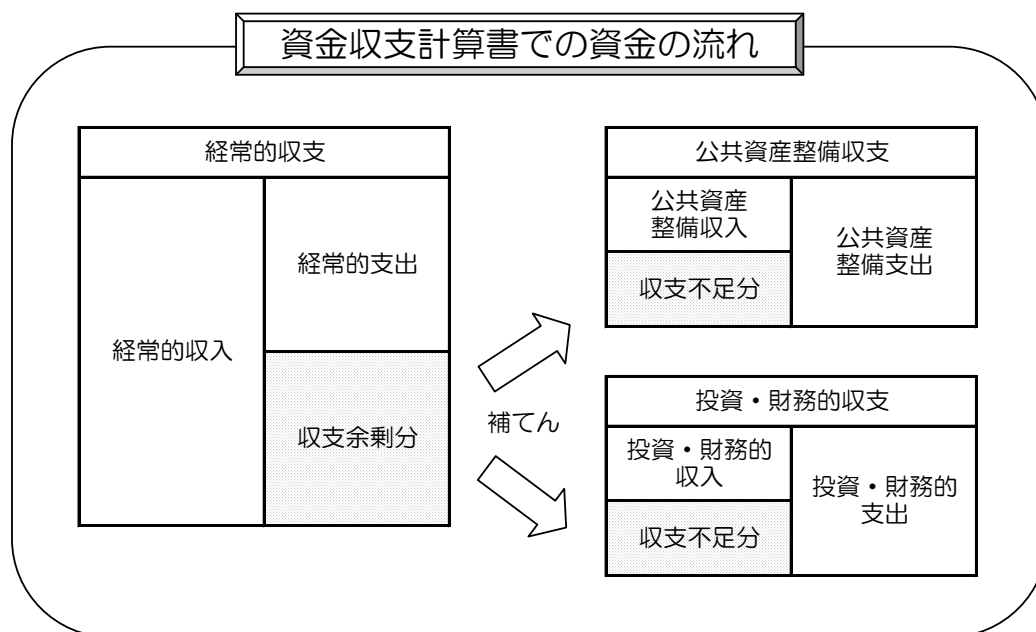 資金収支計算書での資金の流れ
経常的収支
経常的収入
経常的支出
収支余剰分
補てん
公共資産整備収支
公共資産
整備収入
収支不足分
公共資産
整備支出
投資・財務的収支
投資・財務的
収入
収支不足分
投資・財務的
支出